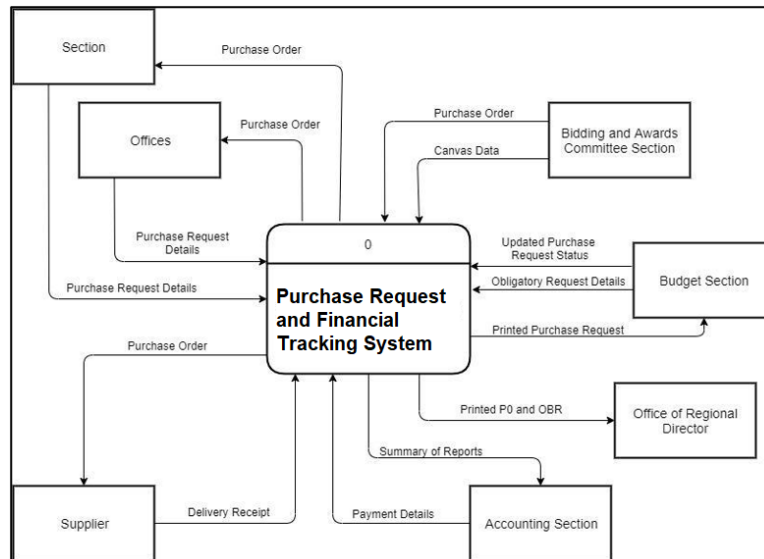 Section
Purchase Order
Offices
Purchase Order
Purchase Order
Canvas Data
Bidding and Awards
Committee Section
Purchase Request
Details
Purchase Request Details
0
Purchase Request
and Financial
Tracking System
Updated Purchase
Request Status
Obligatory Request Details
Budget Section
Printed Purchase Request
Purchase Order
Printed P0 and OBR
Office of Regional
Director
Summary of Reports
Supplier
Delivery Receipt
Payment Details
Accounting Section